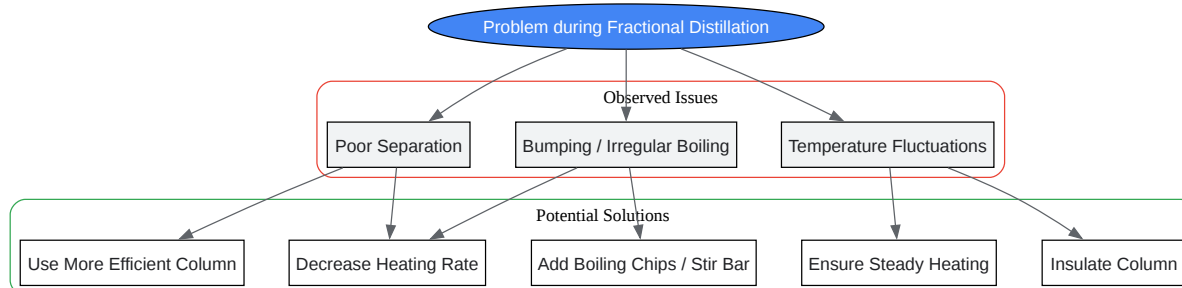 Problem during Fractional Distillation
Observed Issues
Poor Separation
Bumping / Irregular Boiling
Temperature Fluctuations
Potential Solutions
Use More Efficient Column
Decrease Heating Rate
Add Boiling Chips / Stir Bar
Ensure Steady Heating
Insulate Column